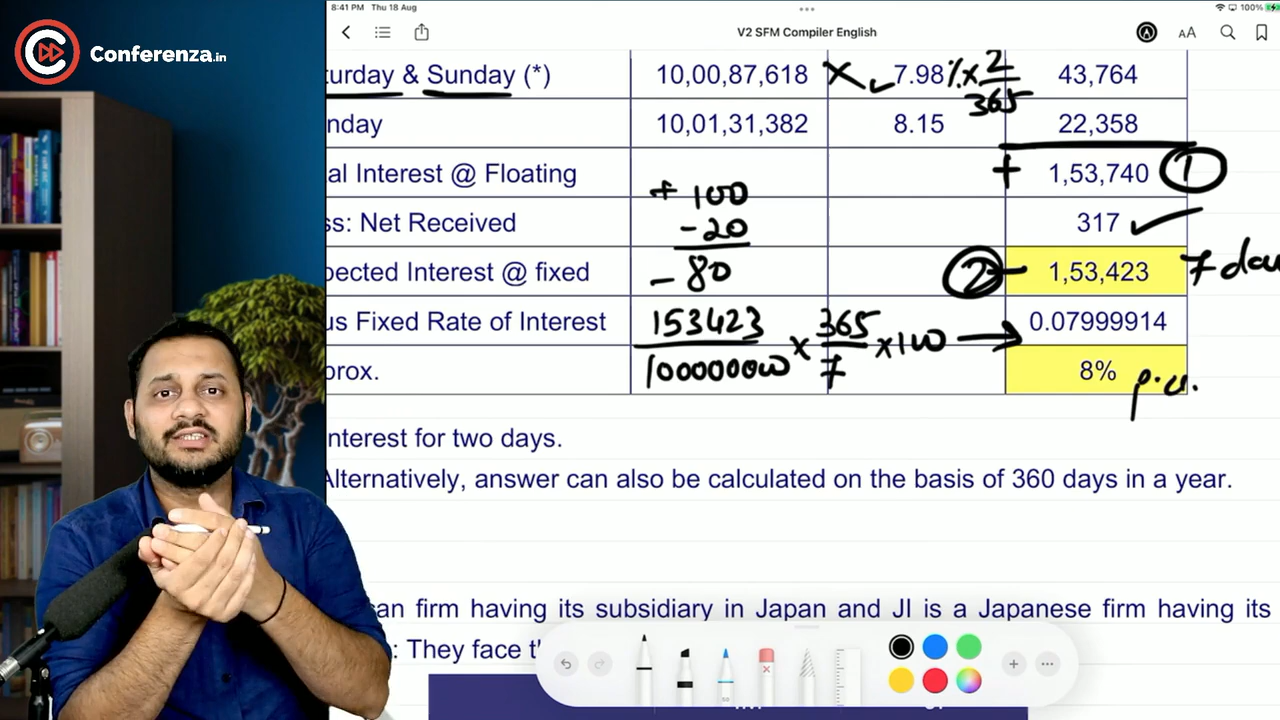 8:41 PM Thu 18 Aug
100%
Conferenza.in
V2 SFM Compiler English
AA
turday & Sunday (*) 10,00,87,618 × 7.98 % × 2/365 43,764
nday 10,01,31,382 8.15 22,358
al Interest @ Floating + 1,53,740 1
+ 100
ss: Net Received 317
- 20
pected Interest @ fixed - 80 2 - 1,53,423 7 day
us Fixed Rate of Interest 153423/100000000 × 365/7 × 100 → 0.07999914
prox. 8% p.a.
nterest for two days.
Alternatively, answer can also be calculated on the basis of 360 days in a year.
an firm having its subsidiary in Japan and JI is a Japanese firm having its
: They face t